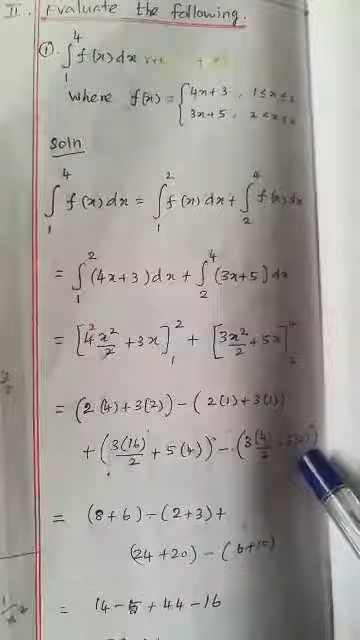 II. Evaluate the following.
① ∫₁⁴ f(x) dx
where f(x) = { 4x+3 , 1≤x≤2
3x+5 , 2<x≤4
Soln
∫₁⁴ f(x) dx = ∫₁² f(x) dx + ∫₂⁴ f(x) dx
= ∫₁² (4x+3) dx + ∫₂⁴ (3x+5) dx
= [4x²/2 + 3x]₁² + [3x²/2 + 5x]₂⁴
= (2(4)+3(2)) - (2(1)+3(1))
+ (3(16)/2 + 5(4)) - (3(4)/2 + 5(2))
= (8+6) - (2+3) +
(24+20) - (6+10)
= 14 - 5 + 44 - 16